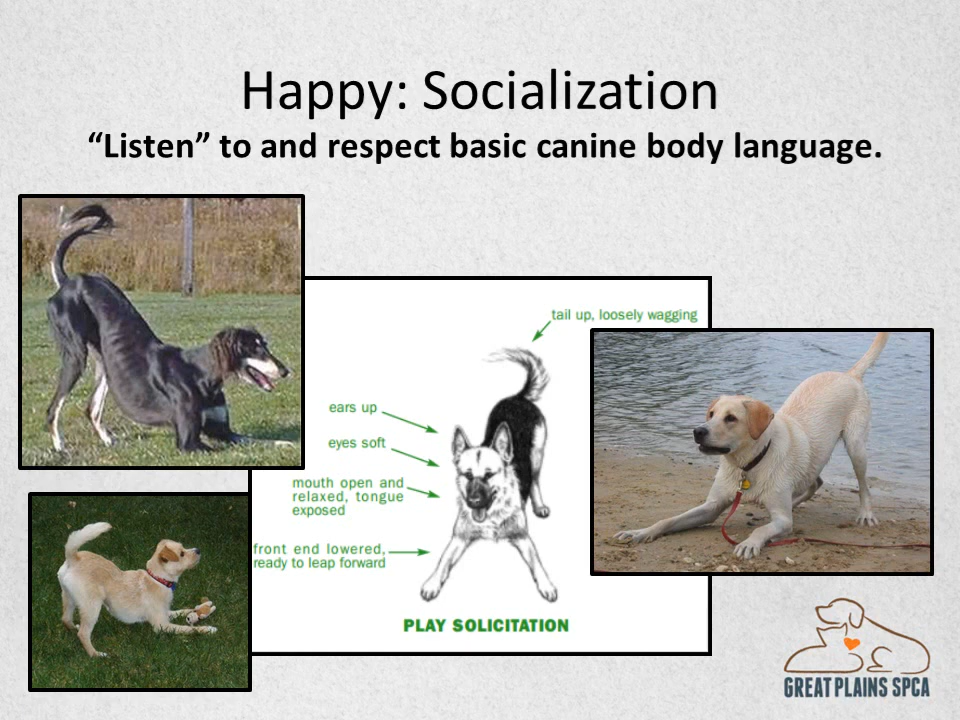 Happy: Socialization
“Listen” to and respect basic canine body language.
tail up, loosely wagging
ears up
eyes soft
mouth open and
relaxed, tongue
exposed
front end lowered,
ready to leap forward
PLAY SOLICITATION
GREAT PLAINS SPCA